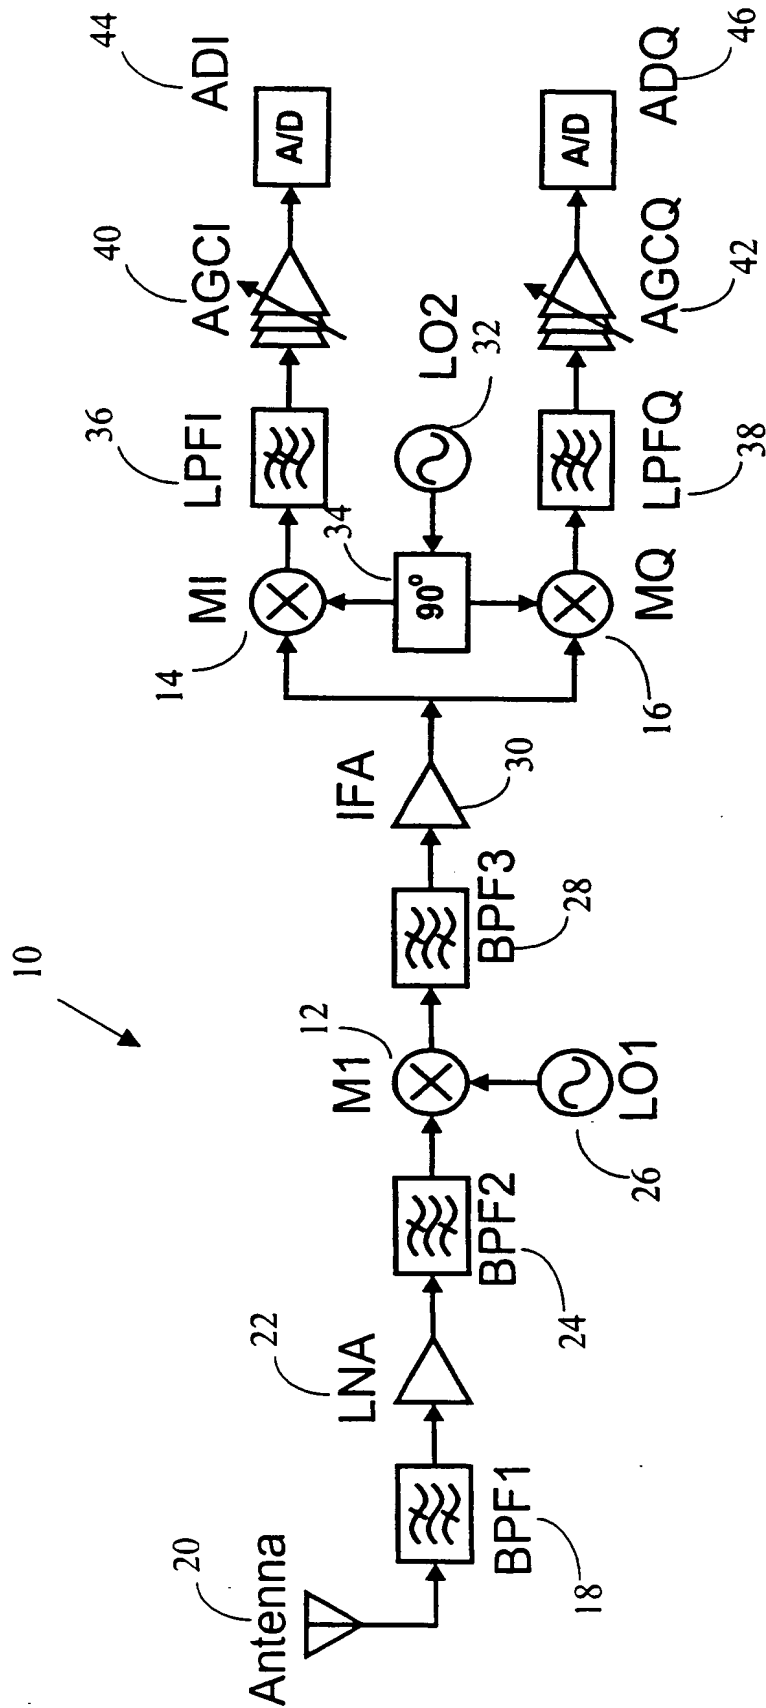 10
20
Antenna
BPF1
18
22
LNA
BPF2
24
M1
12
LO1
26
BPF3
28
IFA
30
14
MI
90°
34
LO2
32
16
MQ
36
LPFI
LPFQ
38
40
AGCI
AGCQ
42
44
ADI
A/D
A/D
ADQ
46